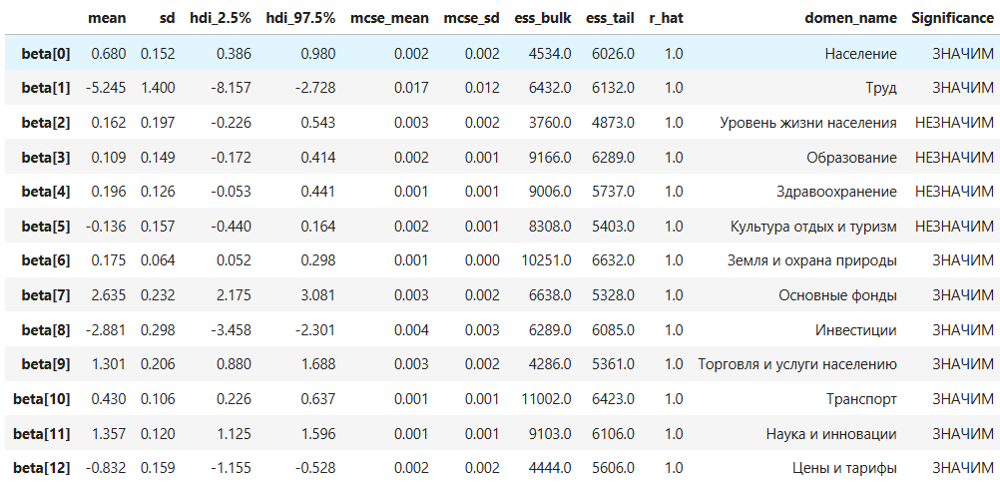 mean sd hdi_2.5% hdi_97.5% mcse_mean mcse_sd ess_bulk ess_tail r_hat domen_name Significance
beta[0] 0.680 0.152 0.386 0.980 0.002 0.002 4534.0 6026.0 1.0 Население ЗНАЧИМ
beta[1] -5.245 1.400 -8.157 -2.728 0.017 0.012 6432.0 6132.0 1.0 Труд ЗНАЧИМ
beta[2] 0.162 0.197 -0.226 0.543 0.003 0.002 3760.0 4873.0 1.0 Уровень жизни населения НЕЗНАЧИМ
beta[3] 0.109 0.149 -0.172 0.414 0.002 0.001 9166.0 6289.0 1.0 Образование НЕЗНАЧИМ
beta[4] 0.196 0.126 -0.053 0.441 0.001 0.001 9006.0 5737.0 1.0 Здравоохранение НЕЗНАЧИМ
beta[5] -0.136 0.157 -0.440 0.164 0.002 0.001 8308.0 5403.0 1.0 Культура отдых и туризм НЕЗНАЧИМ
beta[6] 0.175 0.064 0.052 0.298 0.001 0.000 10251.0 6632.0 1.0 Земля и охрана природы ЗНАЧИМ
beta[7] 2.635 0.232 2.175 3.081 0.003 0.002 6638.0 5328.0 1.0 Основные фонды ЗНАЧИМ
beta[8] -2.881 0.298 -3.458 -2.301 0.004 0.003 6289.0 6085.0 1.0 Инвестиции ЗНАЧИМ
beta[9] 1.301 0.206 0.880 1.688 0.003 0.002 4286.0 5361.0 1.0 Торговля и услуги населению ЗНАЧИМ
beta[10] 0.430 0.106 0.226 0.637 0.001 0.001 11002.0 6423.0 1.0 Транспорт ЗНАЧИМ
beta[11] 1.357 0.120 1.125 1.596 0.001 0.001 9103.0 6106.0 1.0 Наука и инновации ЗНАЧИМ
beta[12] -0.832 0.159 -1.155 -0.528 0.002 0.002 4444.0 5606.0 1.0 Цены и тарифы ЗНАЧИМ